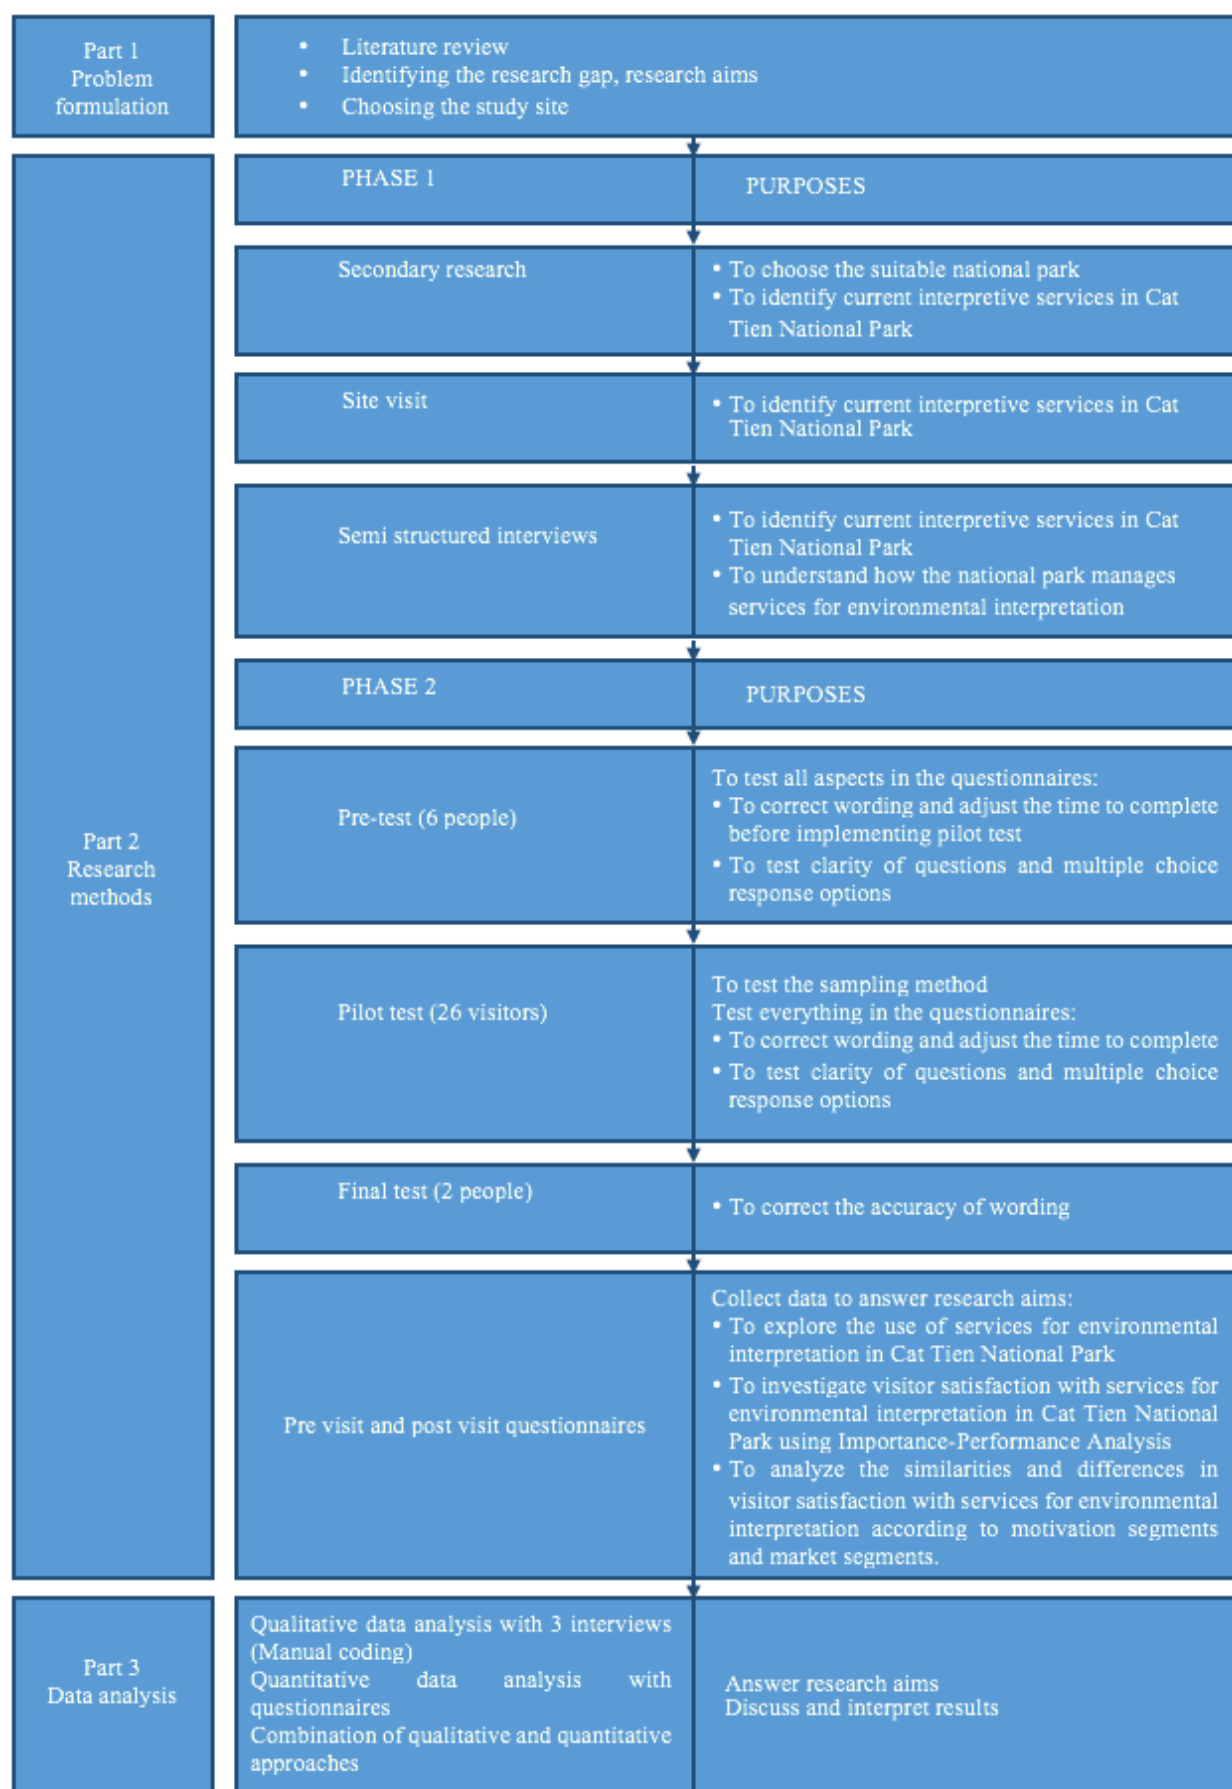 Part 1
Problem
formulation
• Literature review
• Identifying the research gap, research aims
• Choosing the study site
Part 2
Research
methods
PHASE 1
PURPOSES
Secondary research
• To choose the suitable national park
• To identify current interpretive services in Cat
Tien National Park
Site visit
• To identify current interpretive services in Cat
Tien National Park
Semi structured interviews
• To identify current interpretive services in Cat
Tien National Park
• To understand how the national park manages
services for environmental interpretation
PHASE 2
PURPOSES
Pre-test (6 people)
To test all aspects in the questionnaires:
• To correct wording and adjust the time to complete
before implementing pilot test
• To test clarity of questions and multiple choice
response options
Pilot test (26 visitors)
To test the sampling method
Test everything in the questionnaires:
• To correct wording and adjust the time to complete
• To test clarity of questions and multiple choice
response options
Final test (2 people)
• To correct the accuracy of wording
Pre visit and post visit questionnaires
Collect data to answer research aims:
• To explore the use of services for environmental
interpretation in Cat Tien National Park
• To investigate visitor satisfaction with services for
environmental interpretation in Cat Tien National
Park using Importance-Performance Analysis
• To analyze the similarities and differences in
visitor satisfaction with services for environmental
interpretation according to motivation segments
and market segments.
Part 3
Data analysis
Qualitative data analysis with 3 interviews
(Manual coding)
Quantitative data analysis with
questionnaires
Combination of qualitative and quantitative
approaches
Answer research aims
Discuss and interpret results